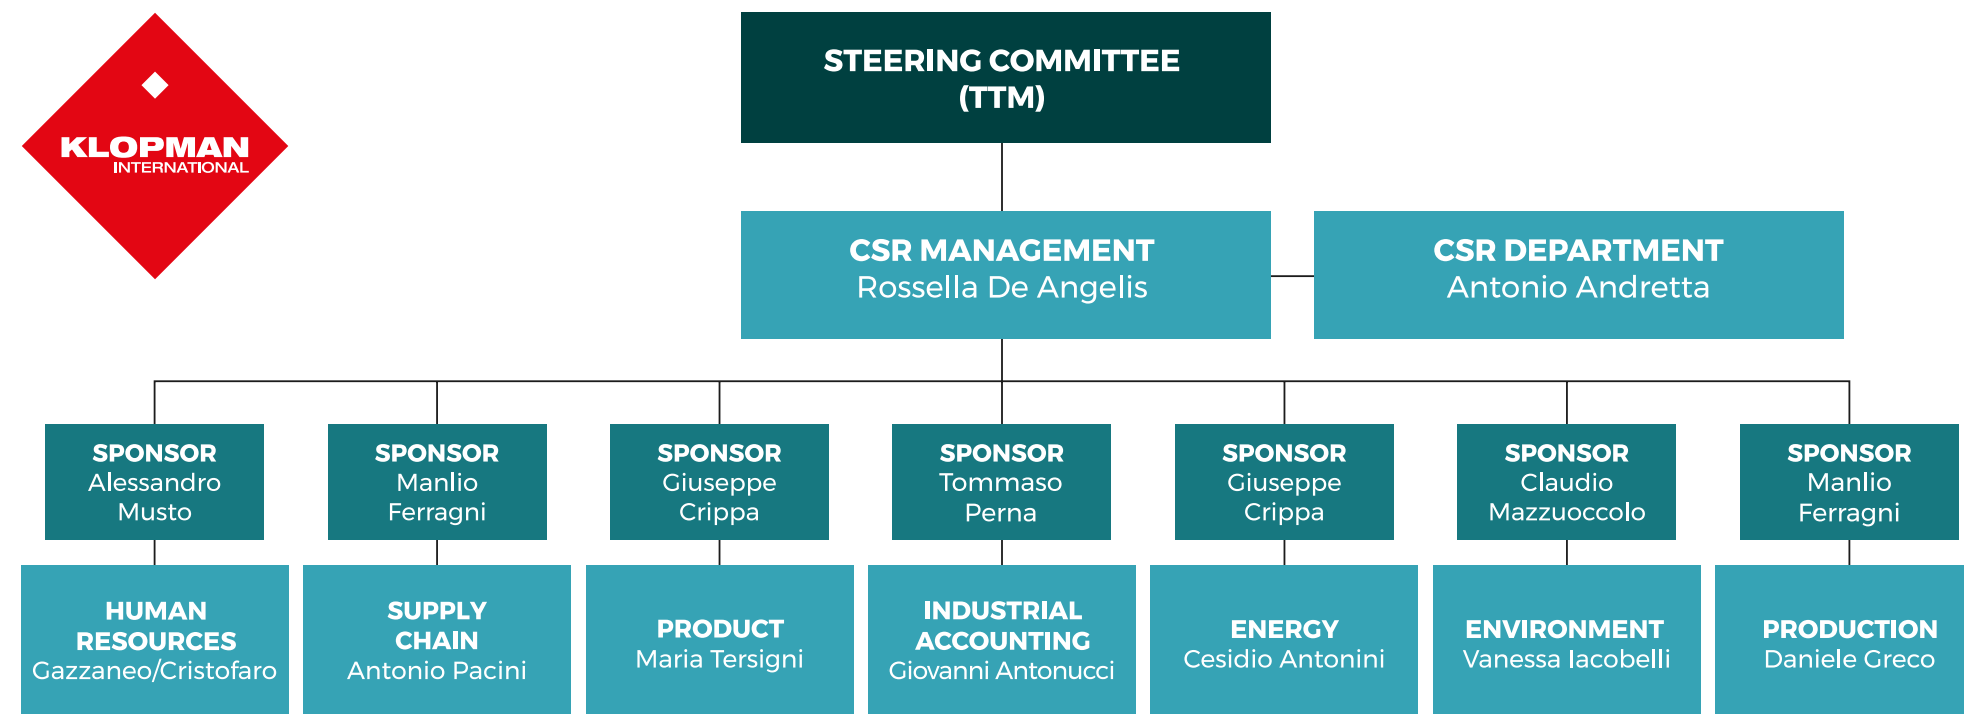 KLOPMAN
INTERNATIONAL
STEERING COMMITTEE
(TTM)
CSR MANAGEMENT
Rossella De Angelis
CSR DEPARTMENT
Antonio Andretta
SPONSOR
Alessandro
Musto
SPONSOR
Manlio
Ferragni
SPONSOR
Giuseppe
Crippa
SPONSOR
Tommaso
Perna
SPONSOR
Giuseppe
Crippa
SPONSOR
Claudio
Mazzuoccolo
SPONSOR
Manlio
Ferragni
HUMAN
RESOURCES
Gazzaneo/Cristofaro
SUPPLY
CHAIN
Antonio Pacini
PRODUCT
Maria Tersigni
INDUSTRIAL
ACCOUNTING
Giovanni Antonucci
ENERGY
Cesidio Antonini
ENVIRONMENT
Vanessa Iacobelli
PRODUCTION
Daniele Greco